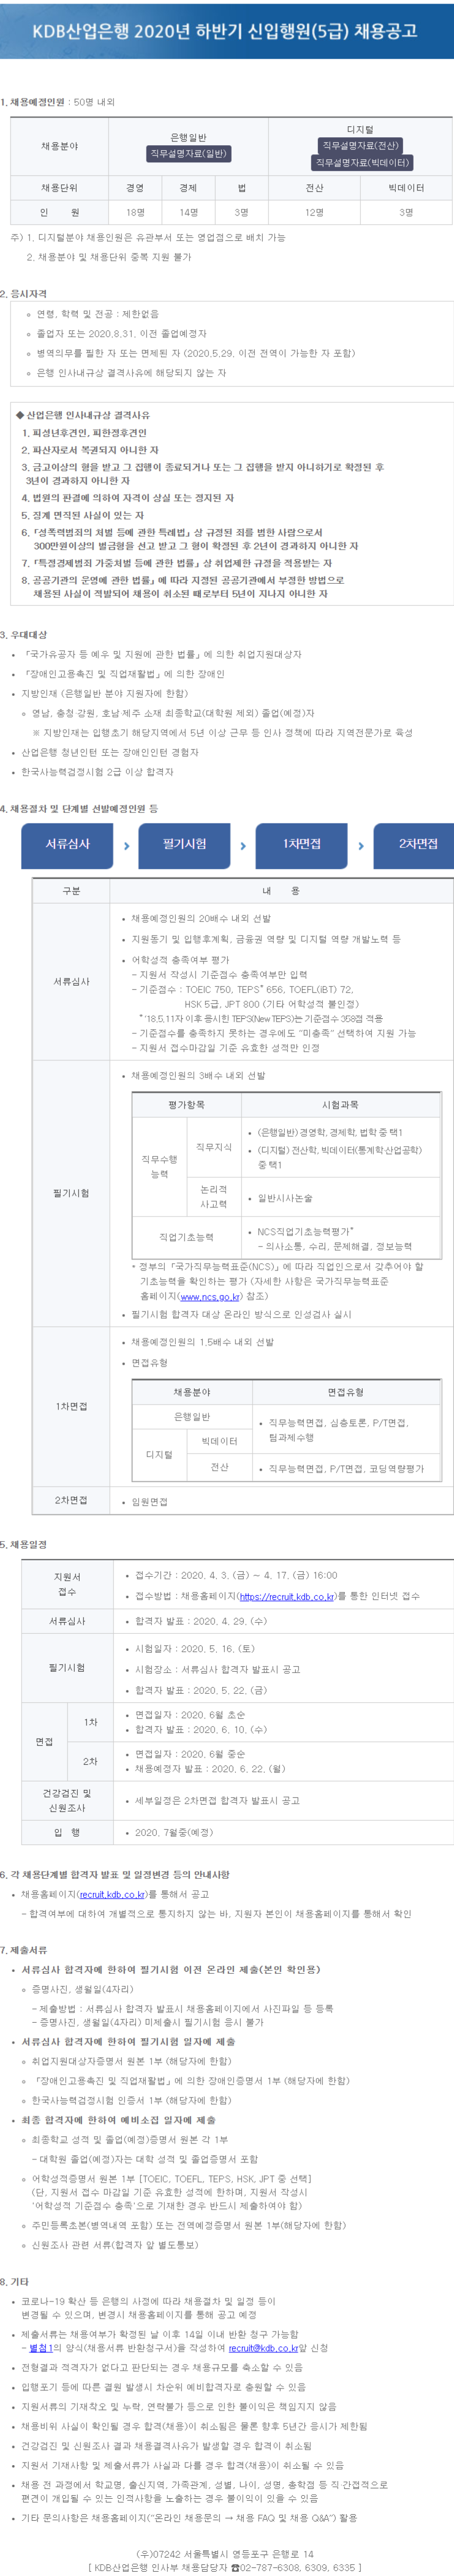 KDB산업은행 2020년 하반기 신입행원(5급) 채용공고
1. 채용예정인원 : 50명 내외
채용분야
은행일반
직무설명자료(일반)
디지털
직무설명자료(전산)
직무설명자료(빅데이터)
채용단위 경영 경제 법 전산 빅데이터
인 원 18명 14명 3명 12명 3명
주) 1. 디지털분야 채용인원은 유관부서 또는 영업점으로 배치 가능
2. 채용분야 및 채용단위 중복 지원 불가
2. 응시자격
연령, 학력 및 전공 : 제한없음
졸업자 또는 2020.8.31. 이전 졸업예정자
병역의무를 필한 자 또는 면제된 자 (2020.5.29. 이전 전역이 가능한 자 포함)
은행 인사내규상 결격사유에 해당되지 않는 자
◆ 산업은행 인사내규상 결격사유
1. 피성년후견인, 피한정후견인
2. 파산자로서 복권되지 아니한 자
3. 금고이상의 형을 받고 그 집행이 종료되거나 또는 그 집행을 받지 아니하기로 확정된 후
3년이 경과하지 아니한 자
4. 법원의 판결에 의하여 자격이 상실 또는 정지된 자
5. 징계 면직된 사실이 있는 자
6. 「성폭력범죄의 처벌 등에 관한 특례법」 상 규정된 죄를 범한 사람으로서
300만원이상의 벌금형을 선고 받고 그 형이 확정된 후 2년이 경과하지 아니한 자
7. 「특정경제범죄 가중처벌 등에 관한 법률」 상 취업제한 규정을 적용받는 자
8. 공공기관의 운영에 관한 법률」 에 따라 지정된 공공기관에서 부정한 방법으로
채용된 사실이 적발되어 채용이 취소된 때로부터 5년이 지나지 아니한 자
3. 우대대상
「국가유공자 등 예우 및 지원에 관한 법률」 에 의한 취업지원대상자
「장애인고용촉진 및 직업재활법」 에 의한 장애인
지방인재 (은행일반 분야 지원자에 한함)
영남, 충청·강원, 호남·제주 소재 최종학교(대학원 제외) 졸업(예정)자
※ 지방인재는 입행초기 해당지역에서 5년 이상 근무 등 인사 정책에 따라 지역전문가로 육성
산업은행 청년인턴 또는 장애인인턴 경험자
한국사능력검정시험 2급 이상 합격자
4. 채용절차 및 단계별 선발예정인원 등
서류심사 > 필기시험 > 1차면접 > 2차면접
구분 내 용
서류심사
채용예정인원의 20배수 내외 선발
지원동기 및 입행후계획, 금융권 역량 및 디지털 역량 개발노력 등
어학성적 충족여부 평가
- 지원서 작성시 기준점수 충족여부만 입력
- 기준점수 : TOEIC 750, TEPS* 656, TOEFL(iBT) 72,
HSK 5급, JPT 800 (기타 어학성적 불인정)
* '18.5.11자 이후 응시한 TEPS(New TEPS)는 기준점수 358점 적용
- 기준점수를 충족하지 못하는 경우에도 "미충족" 선택하여 지원 가능
- 지원서 접수마감일 기준 유효한 성적만 인정
필기시험
채용예정인원의 3배수 내외 선발
평가항목 시험과목
직무수행
능력
직무지식
(은행일반) 경영학, 경제학, 법학 중 택1
(디지털) 전산학, 빅데이터(통계학·산업공학)
중 택1
논리적
사고력
일반시사논술
직업기초능력
NCS직업기초능력평가*
- 의사소통, 수리, 문제해결, 정보능력
* 정부의 「국가직무능력표준(NCS)」 에 따라 직업인으로서 갖추어야 할
기초능력을 확인하는 평가 (자세한 사항은 국가직무능력표준
홈페이지(www.ncs.go.kr) 참조)
필기시험 합격자 대상 온라인 방식으로 인성검사 실시
1차면접
채용예정인원의 1.5배수 내외 선발
면접유형
채용분야 면접유형
은행일반
디지털 빅데이터
직무능력면접, 심층토론, P/T면접,
팀과제수행
전산 직무능력면접, P/T면접, 코딩역량평가
2차면접 임원면접
5. 채용일정
지원서
접수
접수기간 : 2020. 4. 3. (금) ~ 4. 17. (금) 16:00
접수방법 : 채용홈페이지(https://recruit.kdb.co.kr)를 통한 인터넷 접수
서류심사 합격자 발표 : 2020. 4. 29. (수)
필기시험
시험일자 : 2020. 5. 16. (토)
시험장소 : 서류심사 합격자 발표시 공고
합격자 발표 : 2020. 5. 22. (금)
면접
1차
면접일자 : 2020. 6월 초순
합격자 발표 : 2020. 6. 10. (수)
2차
면접일자 : 2020. 6월 중순
채용예정자 발표 : 2020. 6. 22. (월)
건강검진 및
신원조사
세부일정은 2차면접 합격자 발표시 공고
입 행 2020. 7월중(예정)
6. 각 채용단계별 합격자 발표 및 일정변경 등의 안내사항
채용홈페이지(recruit.kdb.co.kr)를 통해서 공고
- 합격여부에 대하여 개별적으로 통지하지 않는 바, 지원자 본인이 채용홈페이지를 통해서 확인
7. 제출서류
서류심사 합격자에 한하여 필기시험 이전 온라인 제출(본인 확인용)
증명사진, 생월일(4자리)
- 제출방법 : 서류심사 합격자 발표시 채용홈페이지에서 사진파일 등 등록
- 증명사진, 생월일(4자리) 미제출시 필기시험 응시 불가
서류심사 합격자에 한하여 필기시험 일자에 제출
취업지원대상자증명서 원본 1부 (해당자에 한함)
「장애인고용촉진 및 직업재활법」 에 의한 장애인증명서 1부 (해당자에 한함)
한국사능력검정시험 인증서 1부 (해당자에 한함)
최종 합격자에 한하여 예비소집 일자에 제출
최종학교 성적 및 졸업(예정)증명서 원본 각 1부
- 대학원 졸업(예정)자는 대학 성적 및 졸업증명서 포함
어학성적증명서 원본 1부 [TOEIC, TOEFL, TEPS, HSK, JPT 중 선택]
(단, 지원서 접수 마감일 기준 유효한 성적에 한하며, 지원서 작성시
'어학성적 기준점수 충족'으로 기재한 경우 반드시 제출하여야 함)
주민등록초본(병역내역 포함) 또는 전역예정증명서 원본 1부(해당자에 한함)
신원조사 관련 서류(합격자 앞 별도통보)
8. 기타
코로나-19 확산 등 은행의 사정에 따라 채용절차 및 일정 등이
변경될 수 있으며, 변경시 채용홈페이지를 통해 공고 예정
제출서류는 채용여부가 확정된 날 이후 14일 이내 반환 청구 가능함
- 별첨1의 양식(채용서류 반환청구서)을 작성하여 recruit@kdb.co.kr앞 신청
전형결과 적격자가 없다고 판단되는 경우 채용규모를 축소할 수 있음
입행포기 등에 따른 결원 발생시 차순위 예비합격자로 충원할 수 있음
지원서류의 기재착오 및 누락, 연락불가 등으로 인한 불이익은 책임지지 않음
채용비위 사실이 확인될 경우 합격(채용)이 취소됨은 물론 향후 5년간 응시가 제한됨
건강검진 및 신원조사 결과 채용결격사유가 발생할 경우 합격이 취소됨
지원서 기재사항 및 제출서류가 사실과 다를 경우 합격(채용)이 취소될 수 있음
채용 전 과정에서 학교명, 출신지역, 가족관계, 성별, 나이, 성명, 총학점 등 직·간접적으로
편견이 개입될 수 있는 인적사항을 노출하는 경우 불이익이 있을 수 있음
기타 문의사항은 채용홈페이지("온라인 채용문의 → 채용 FAQ 및 채용 Q&A") 활용
(우)07242 서울특별시 영등포구 은행로 14
[ KDB산업은행 인사부 채용담당자 ☎02-787-6308, 6309, 6335 ]